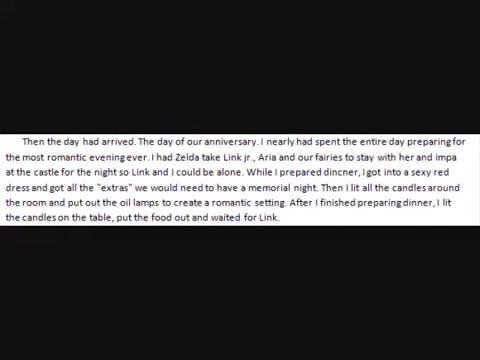 Then the day had arrived. The day of our anniversary. I nearly had spent the entire day preparing for
the most romantic evening ever. I had Zelda take Link jr., Aria and our fairies to stay with her and Impa
at the castle for the night so Link and I could be alone. While I prepared dincner, I got into a sexy red
dress and got all the "extras" we would need to have a memorial night. Then I lit all the candles around
the room and put out the oil lamps to create a romantic setting. After I finished preparing dinner, I lit
the candles on the table, put the food out and waited for Link.